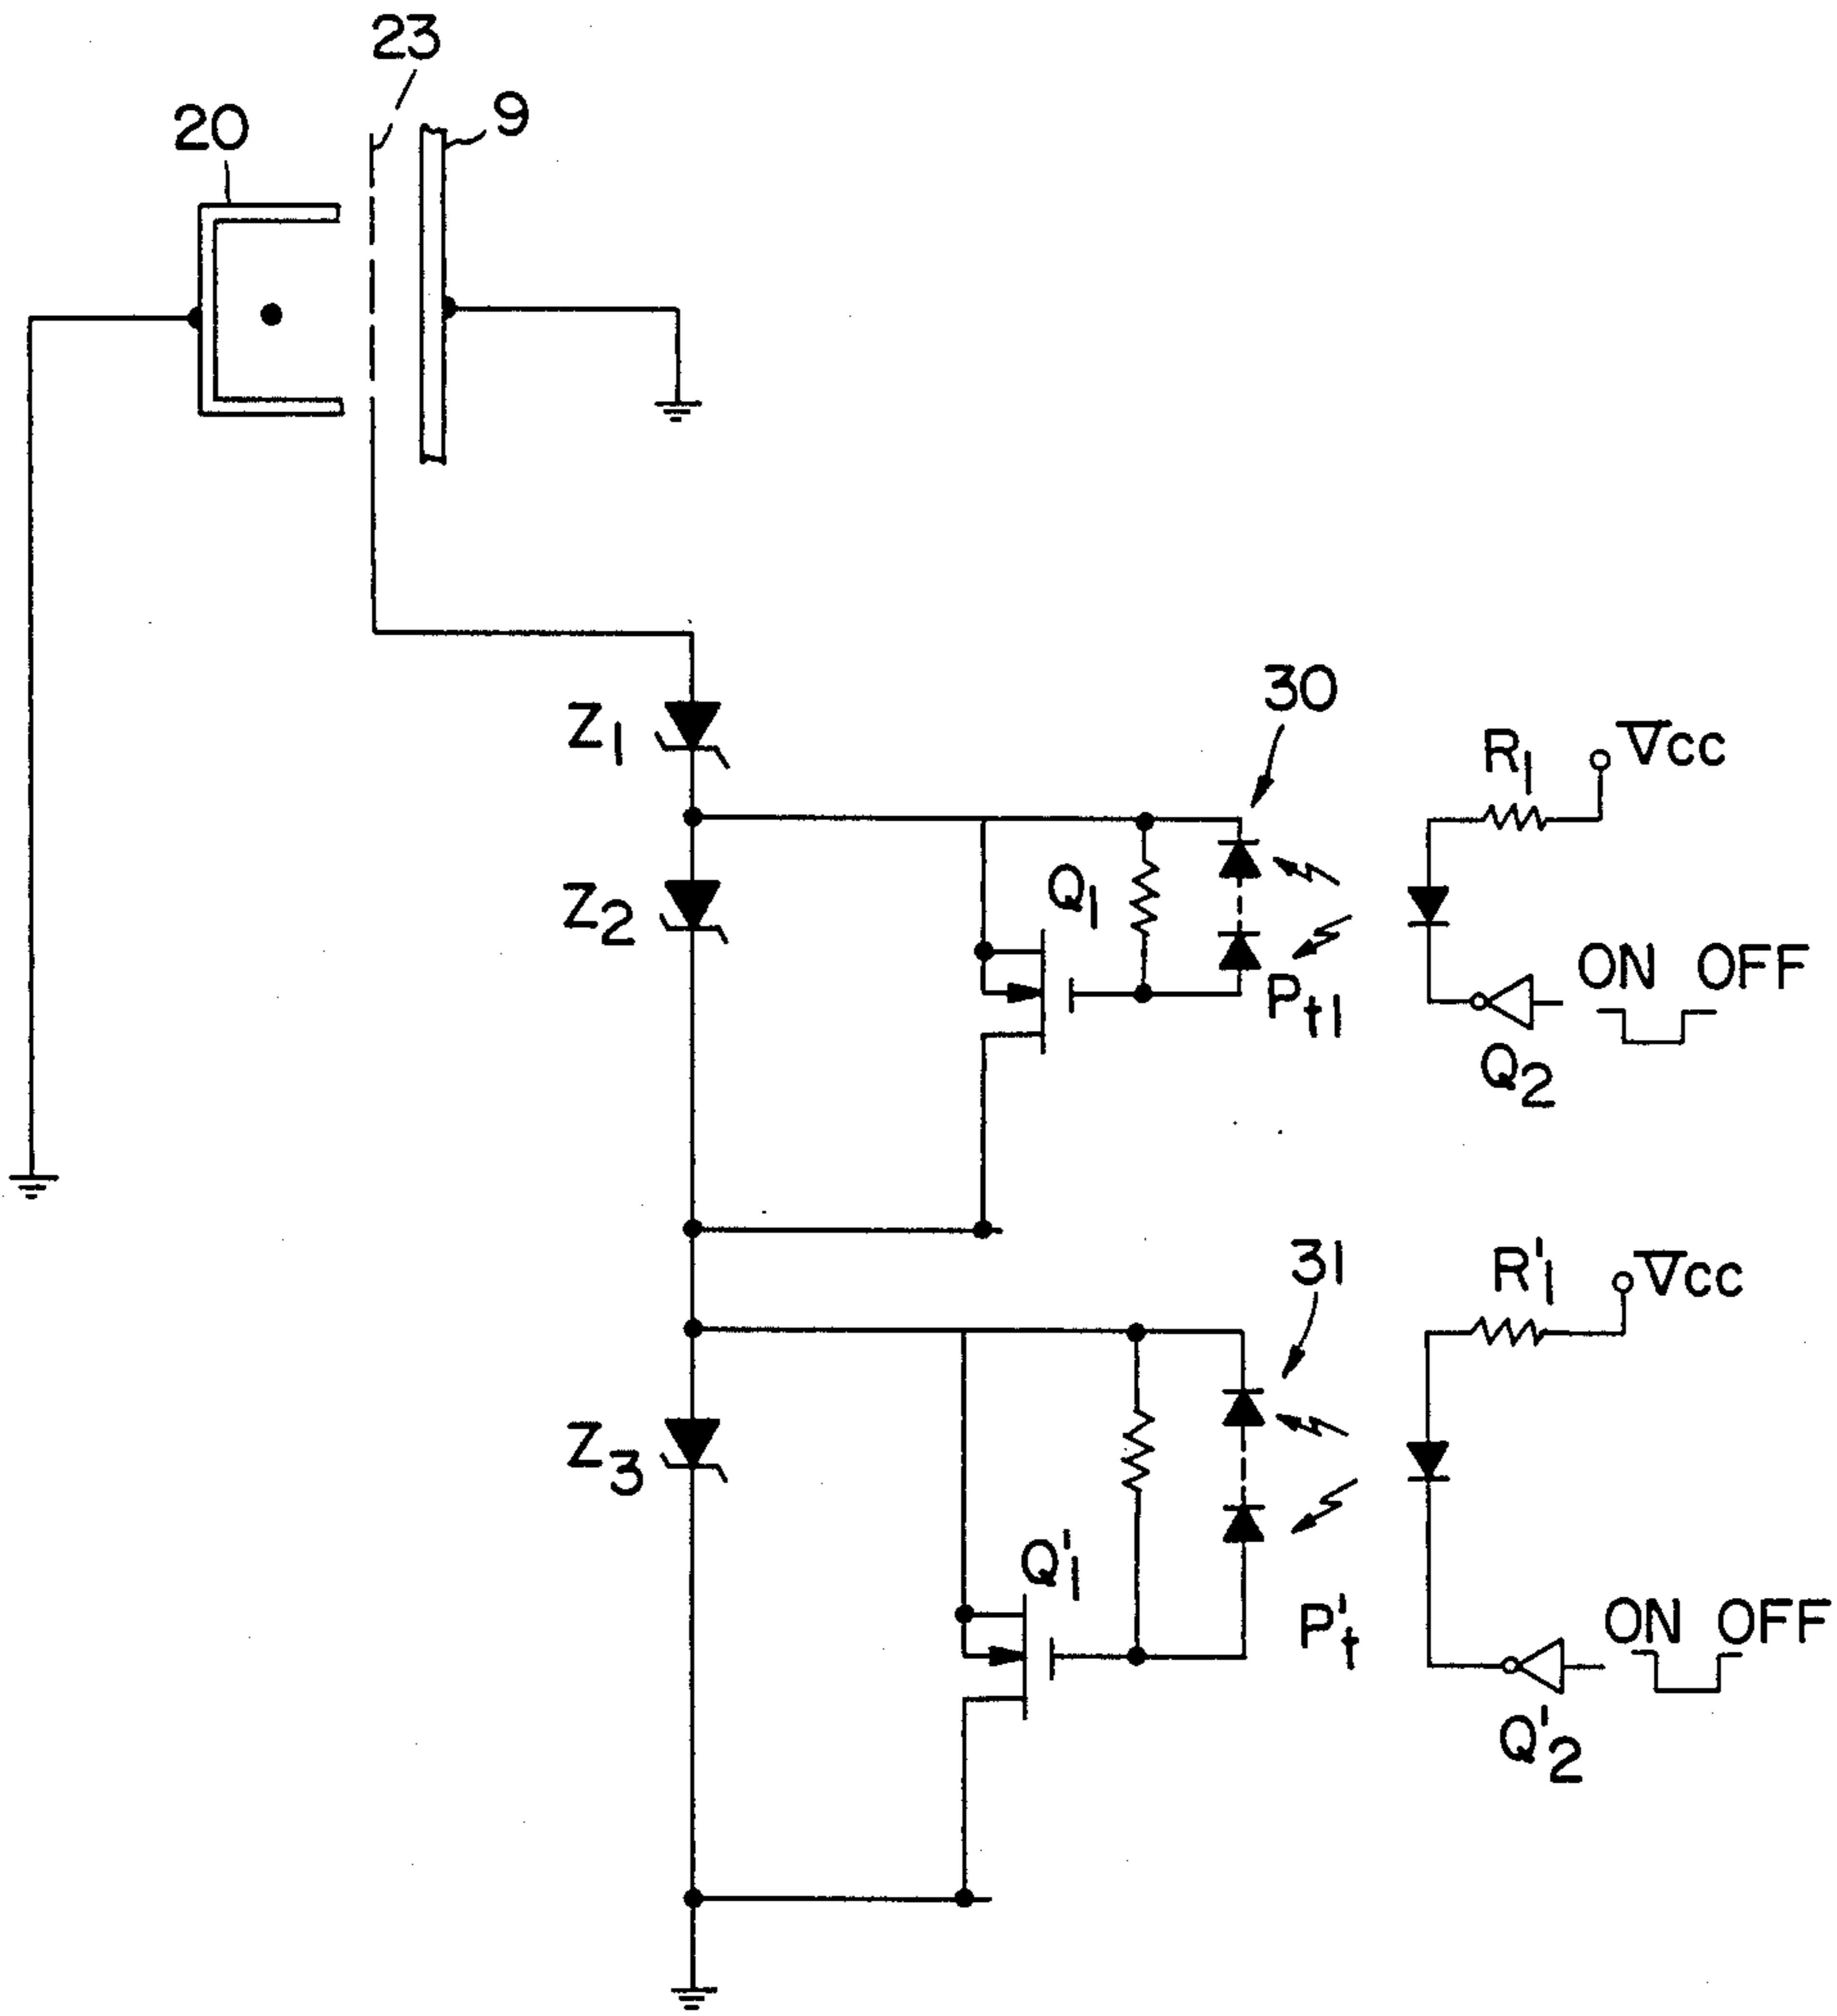 23
20
9
Z1
30
R1
Vcc
Z2
Q1
Pt1
ON OFF
Q2
31
R'1
Vcc
Z3
Q'1
P't
ON OFF
Q'2